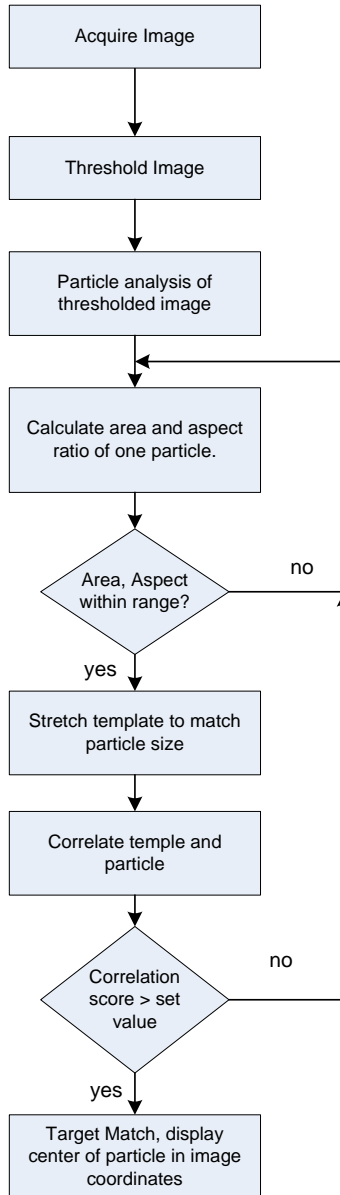 Acquire Image
Threshold Image
Particle analysis of
thresholded image
Calculate area and aspect
ratio of one particle.
Area, Aspect
within range?
no
yes
Stretch template to match
particle size
Correlate temple and
particle
Correlation
score > set
value
no
yes
Target Match, display
center of particle in image
coordinates